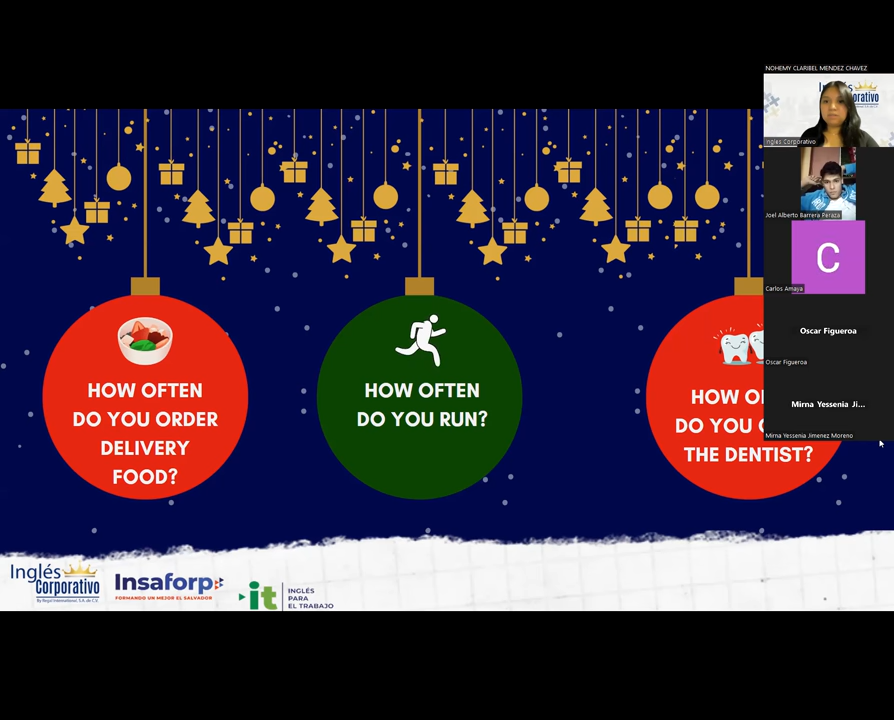 NOHEMY CLARIBEL MENDEZ CHAVEZ
Inglés Corporativo
Joel Alberto Barrera Peraza
C
Carlos Amaya
Oscar Figueroa
Oscar Figueroa
Mirna Yessenia Ji...
Mirna Yessenia Jimenez Moreno
HOW OFTEN
DO YOU ORDER
DELIVERY
FOOD?
HOW OFTEN
DO YOU RUN?
HOW
DO YOU
THE DENTIST?
Inglés
Corporativo
By Regal International, S.A. de C.V.
Insaforp
FORMANDO UN MEJOR EL SALVADOR
it
INGLÉS
PARA
EL TRABAJO